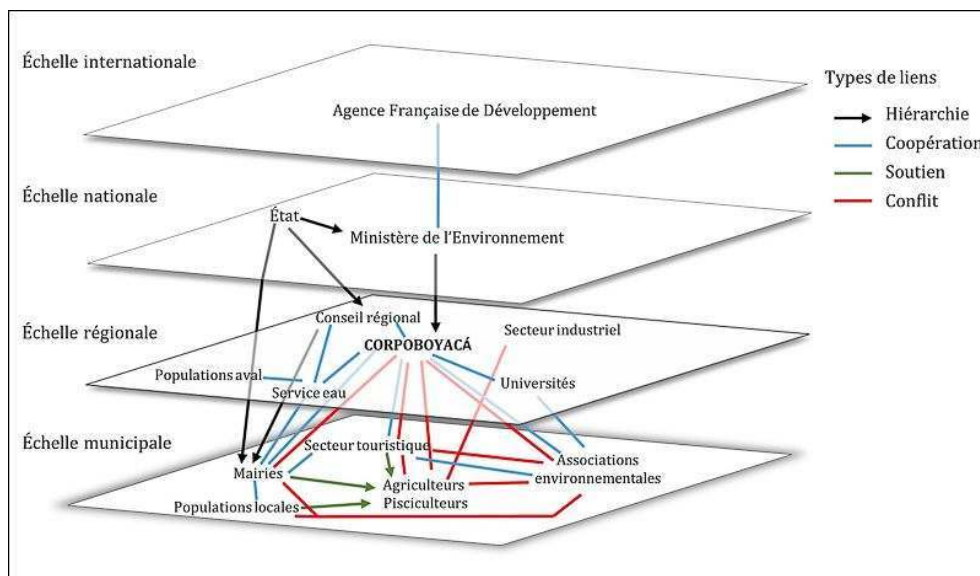 Échelle internationale
Agence Française de Développement
Types de liens
Hiérarchie
Coopération
Soutien
Conflit
Échelle nationale
État
Ministère de l'Environnement
Échelle régionale
Conseil régional
Secteur industriel
CORPOBOYACÁ
Populations aval
Service eau
Universités
Échelle municipale
Secteur touristique
Mairies
Associations
environnementales
Agriculteurs
Pisciculteurs
Populations locales